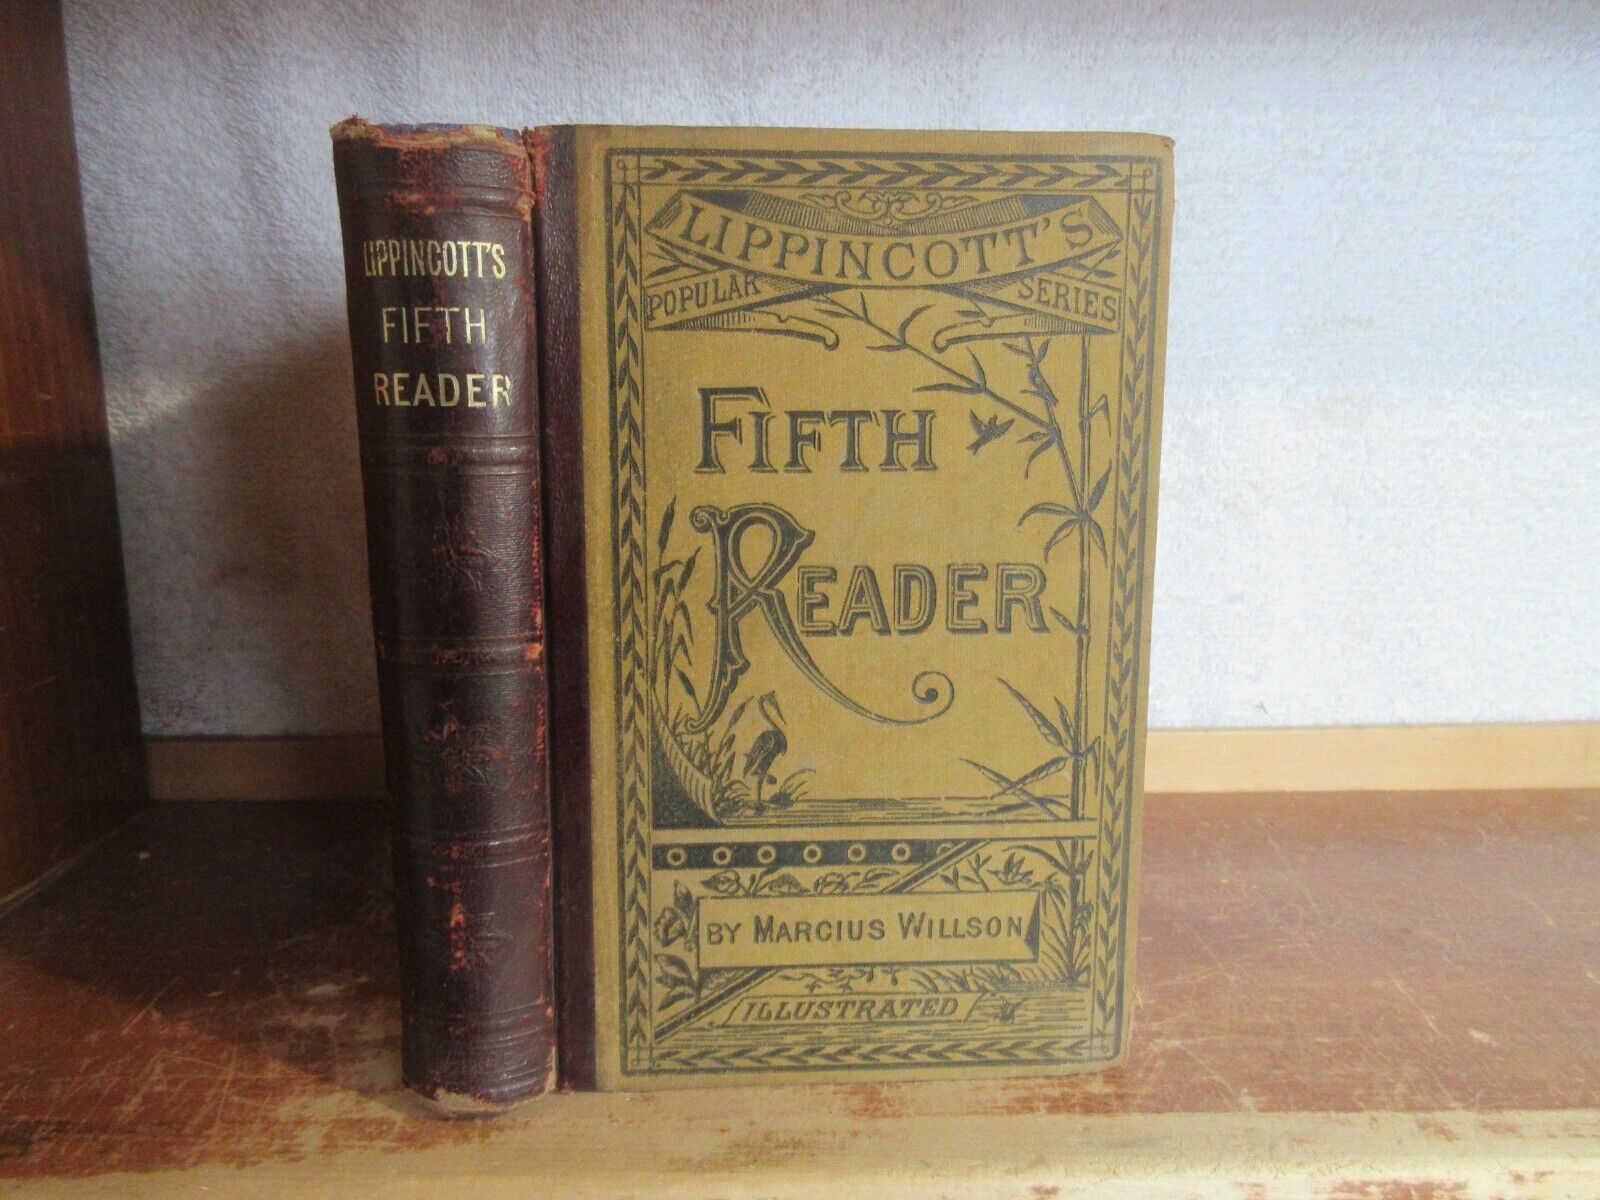 LIPPINCOTT'S
FIFTH
READER
LIPPINCOTT'S
POPULAR SERIES
FIFTH
READER
BY MARCIUS WILLSON
ILLUSTRATED